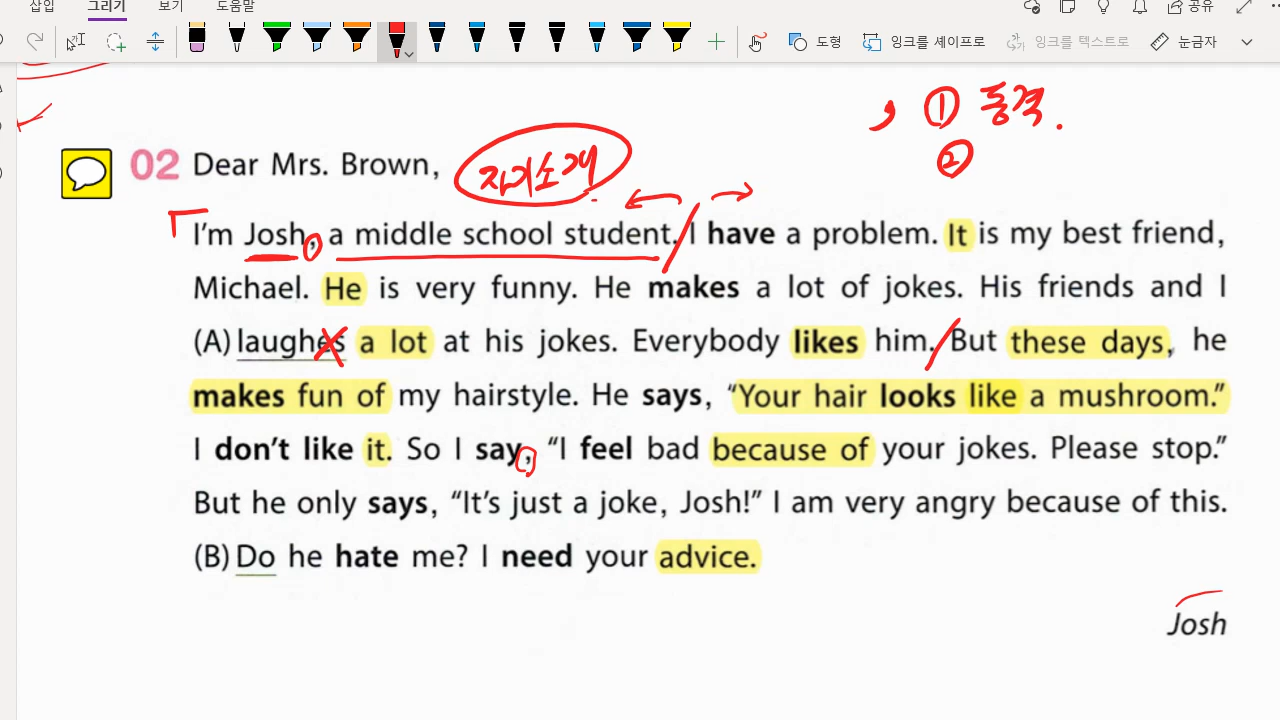 삽입 그리기 보기 도움말 공유
도형 잉크를 셰이프로 잉크를 텍스트로 눈금자
, ① 동격.
②
02 Dear Mrs. Brown, 자기소개
I'm Josh, a middle school student. I have a problem. It is my best friend,
Michael. He is very funny. He makes a lot of jokes. His friends and I
(A) laughes a lot at his jokes. Everybody likes him. But these days, he
makes fun of my hairstyle. He says, “Your hair looks like a mushroom.”
I don't like it. So I say, “I feel bad because of your jokes. Please stop.”
But he only says, “It's just a joke, Josh!” I am very angry because of this.
(B) Do he hate me? I need your advice.
Josh